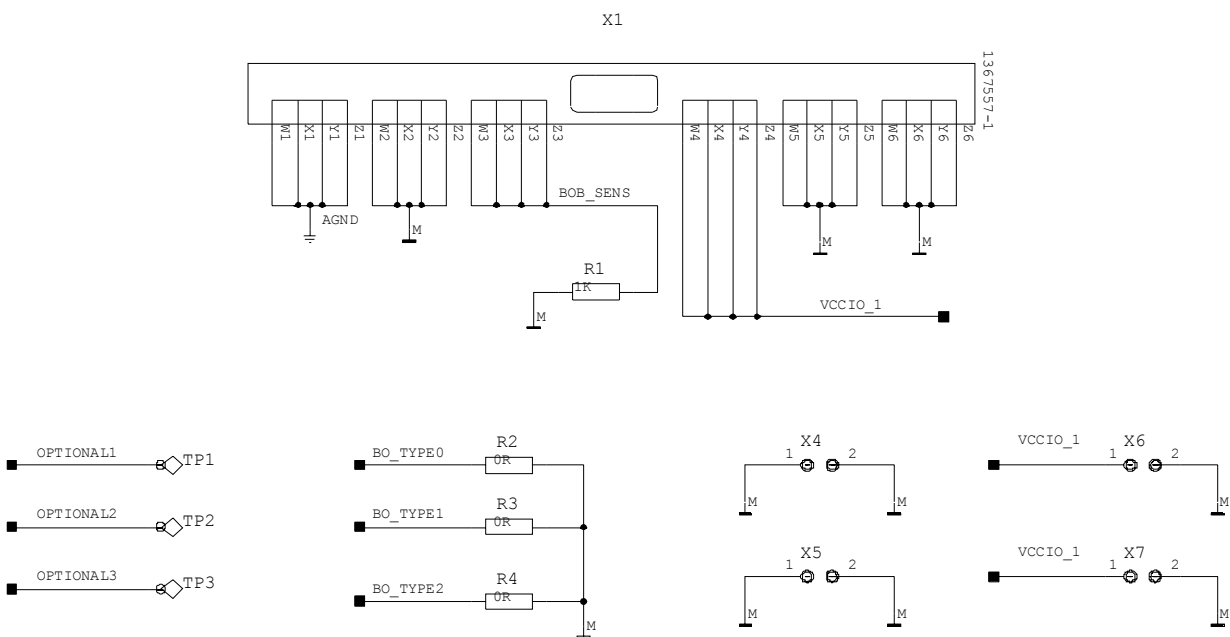 X1
1367557-1
W1 X1 Y1 Z1 W2 X2 Y2 Z2 W3 X3 Y3 Z3 W4 X4 Y4 Z4 W5 X5 Y5 Z5 W6 X6 Y6 Z6
BOB_SENS
AGND
M
M
M
R1
1K
M
VCCIO_1
OPTIONAL1 TP1
OPTIONAL2 TP2
OPTIONAL3 TP3
R2
BO_TYPE0 0R
R3
BO_TYPE1 0R
R4
BO_TYPE2 0R
M
X4
1 2
M M
X5
1 2
M M
VCCIO_1 X6
1 2
M
VCCIO_1 X7
1 2
M